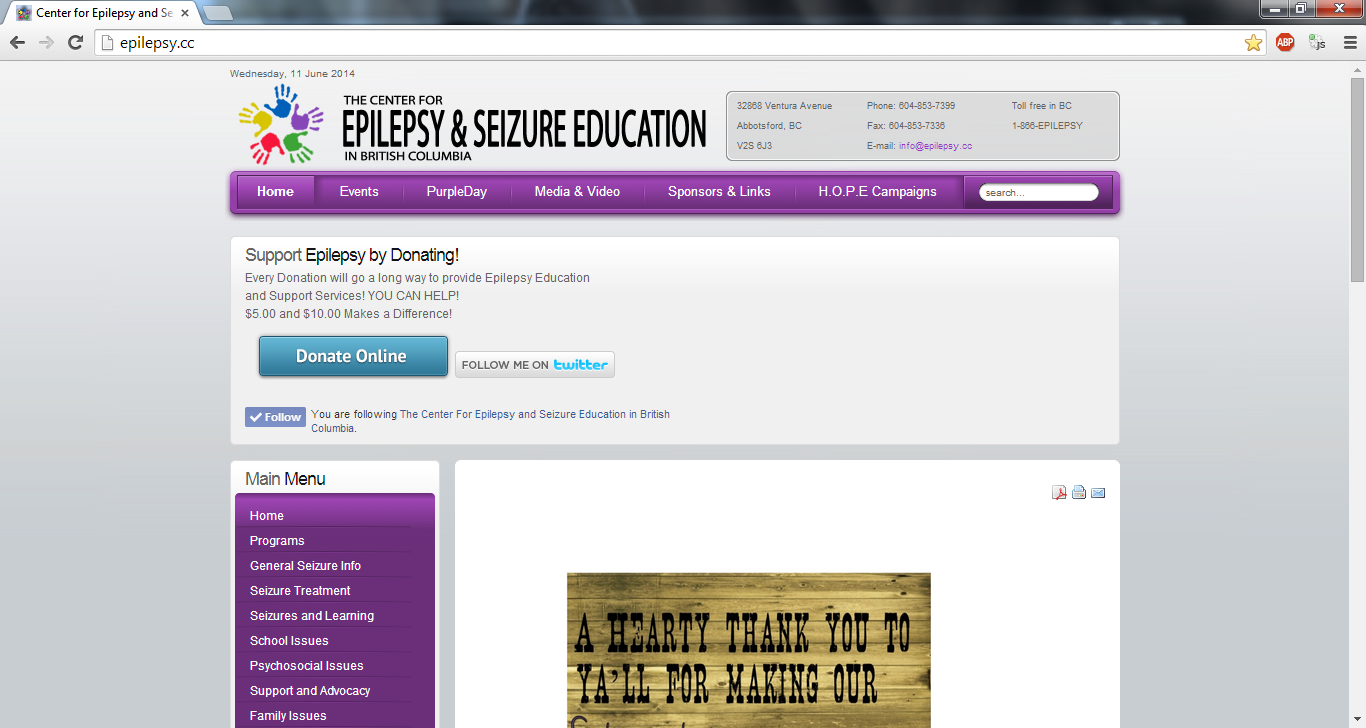 Center for Epilepsy and Se
epilepsy.cc
ABP
js
Wednesday, 11 June 2014
THE CENTER FOR
EPILEPSY & SEIZURE EDUCATION
IN BRITISH COLUMBIA
32868 Ventura Avenue Phone: 604-853-7399 Toll free in BC
Abbotsford, BC Fax: 604-853-7336 1-866-EPILEPSY
V2S 6J3 E-mail: info@epilepsy.cc
Home Events PurpleDay Media & Video Sponsors & Links H.O.P.E Campaigns search...
Support Epilepsy by Donating!
Every Donation will go a long way to provide Epilepsy Education
and Support Services! YOU CAN HELP!
$5.00 and $10.00 Makes a Difference!
Donate Online FOLLOW ME ON twitter
Follow You are following The Center For Epilepsy and Seizure Education in British
Columbia.
Main Menu
Home
Programs
General Seizure Info
Seizure Treatment
Seizures and Learning
School Issues
Psychosocial Issues
Support and Advocacy
Family Issues
A HEARTY THANK YOU TO
YA'LL FOR MAKING OUR